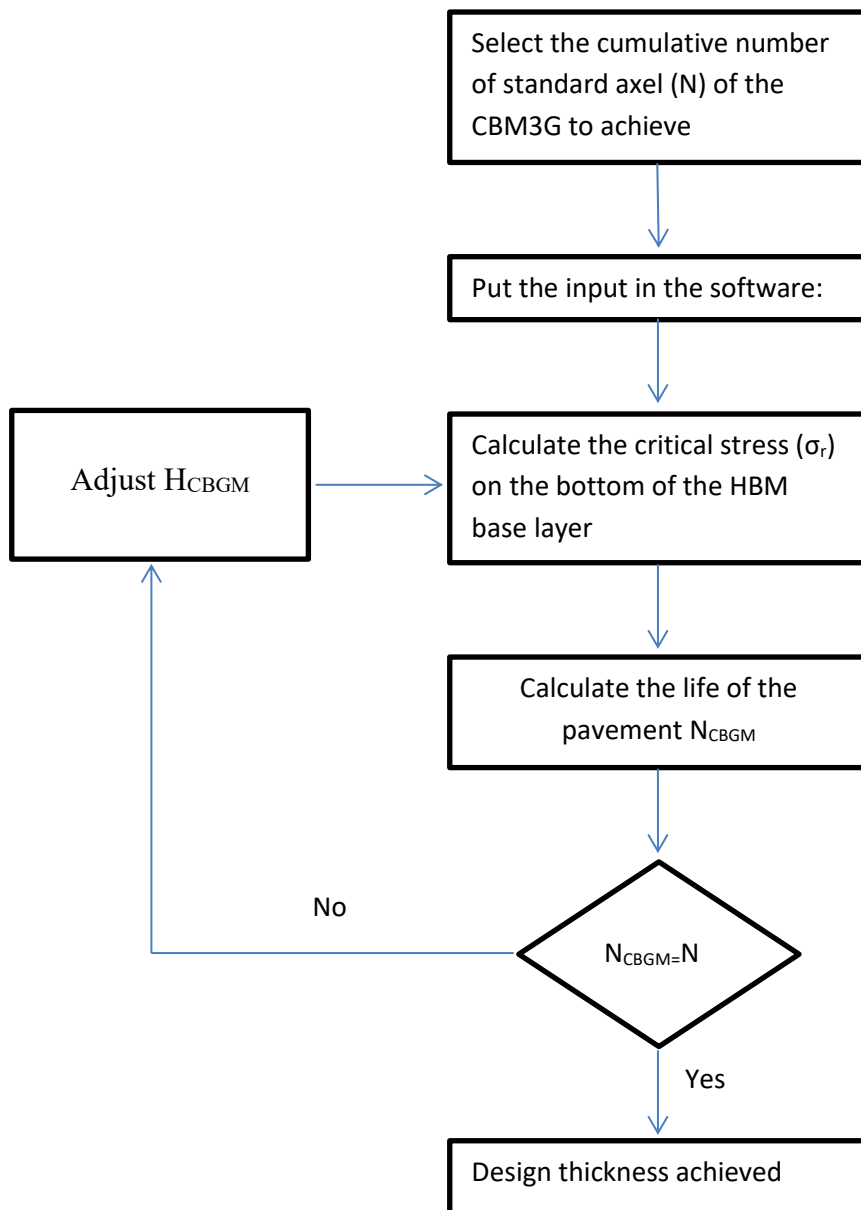 Select the cumulative number
of standard axel (N) of the
CBM3G to achieve
Put the input in the software:
Adjust HCBGM
Calculate the critical stress (σr)
on the bottom of the HBM
base layer
Calculate the life of the
pavement NCBGM
No
NCBGM=N
Yes
Design thickness achieved